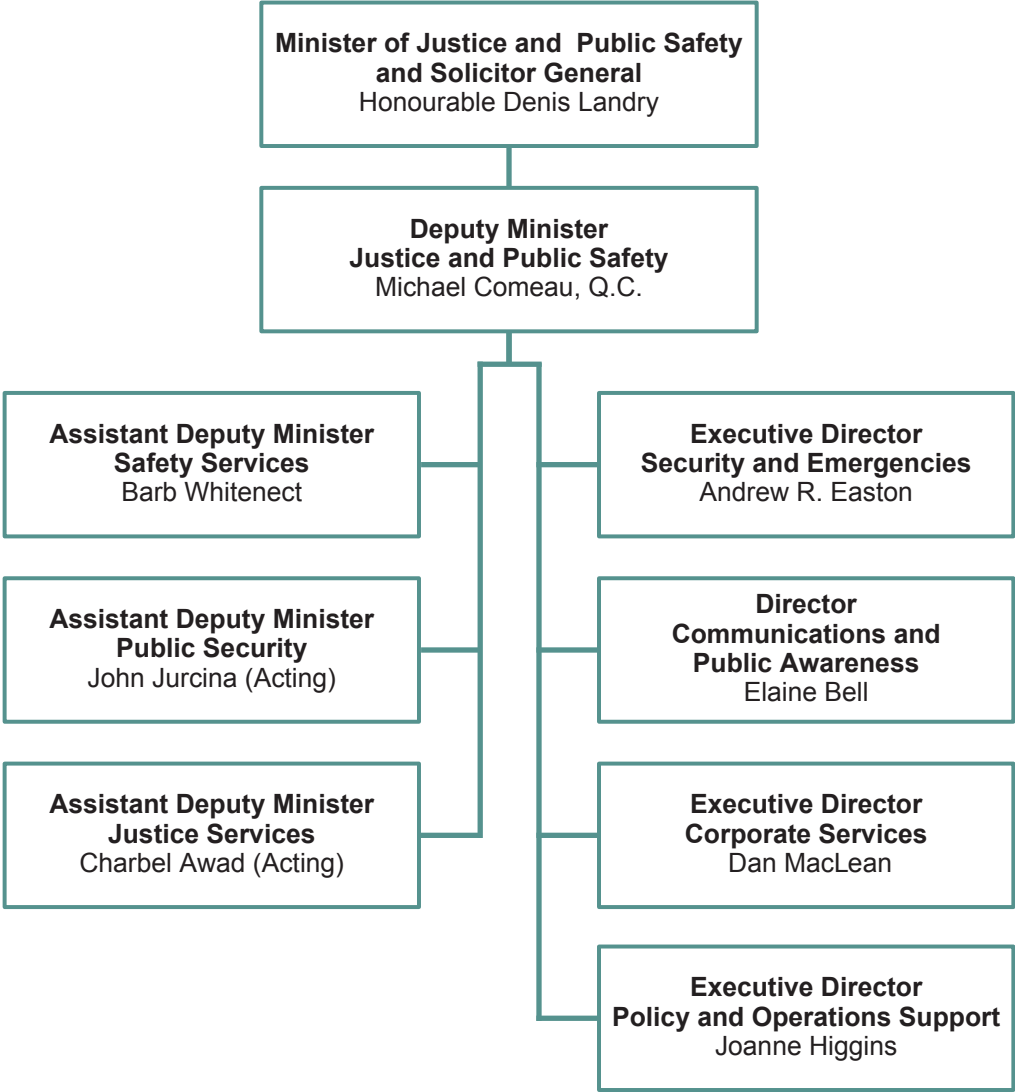 Minister of Justice and Public Safety
and Solicitor General
Honourable Denis Landry
Deputy Minister
Justice and Public Safety
Michael Comeau, Q.C.
Assistant Deputy Minister
Safety Services
Barb Whitenect
Assistant Deputy Minister
Public Security
John Jurcina (Acting)
Assistant Deputy Minister
Justice Services
Charbel Awad (Acting)
Executive Director
Security and Emergencies
Andrew R. Easton
Director
Communications and
Public Awareness
Elaine Bell
Executive Director
Corporate Services
Dan MacLean
Executive Director
Policy and Operations Support
Joanne Higgins